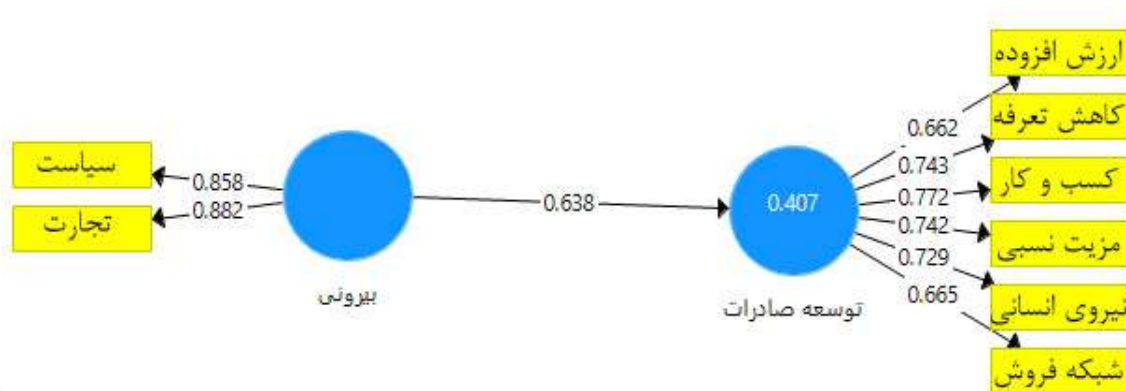 ارزش افزوده
کاهش تعرفه
کسب و کار
مزیت نسبی
نیروی انسانی
شبکه فروش
0.662
0.743
0.772
0.742
0.729
0.665
0.407
توسعه صادرات
0.638
بیرونی
0.858
0.882
سیاست
تجارت